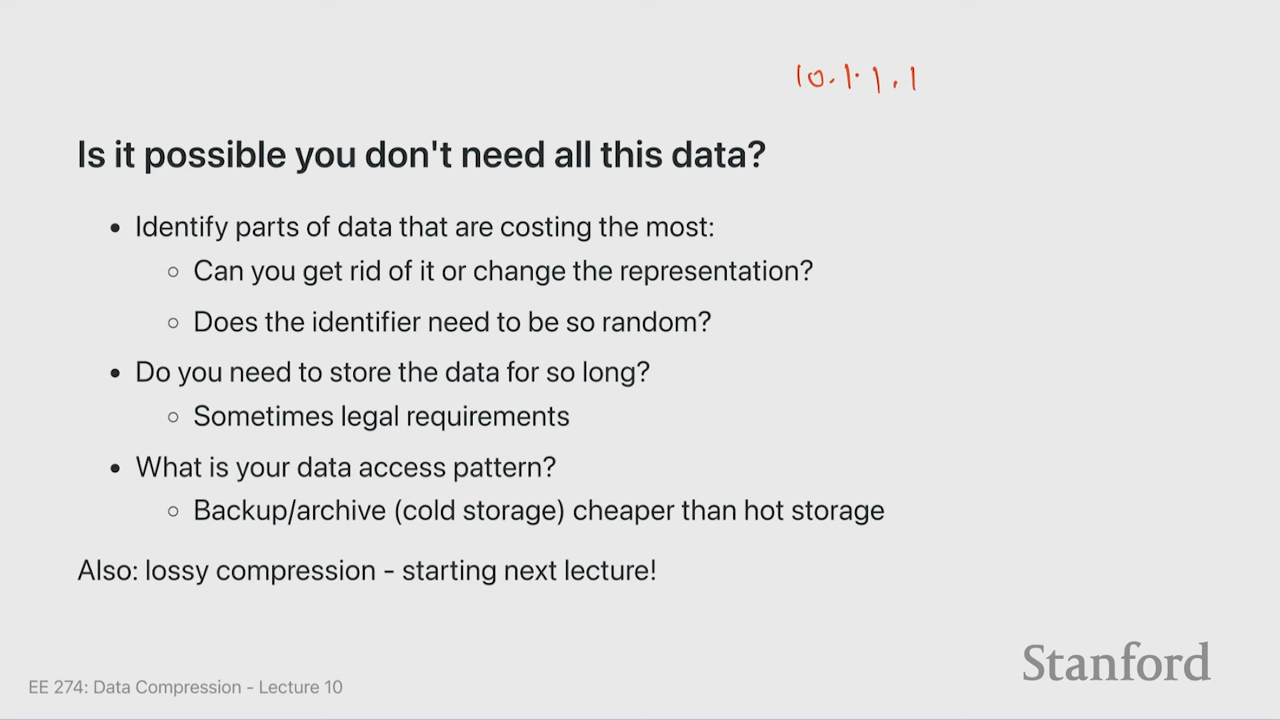 10.1.1.1
Is it possible you don't need all this data?
• Identify parts of data that are costing the most:
◦ Can you get rid of it or change the representation?
◦ Does the identifier need to be so random?
• Do you need to store the data for so long?
◦ Sometimes legal requirements
• What is your data access pattern?
◦ Backup/archive (cold storage) cheaper than hot storage
Also: lossy compression - starting next lecture!
Stanford
EE 274: Data Compression - Lecture 10